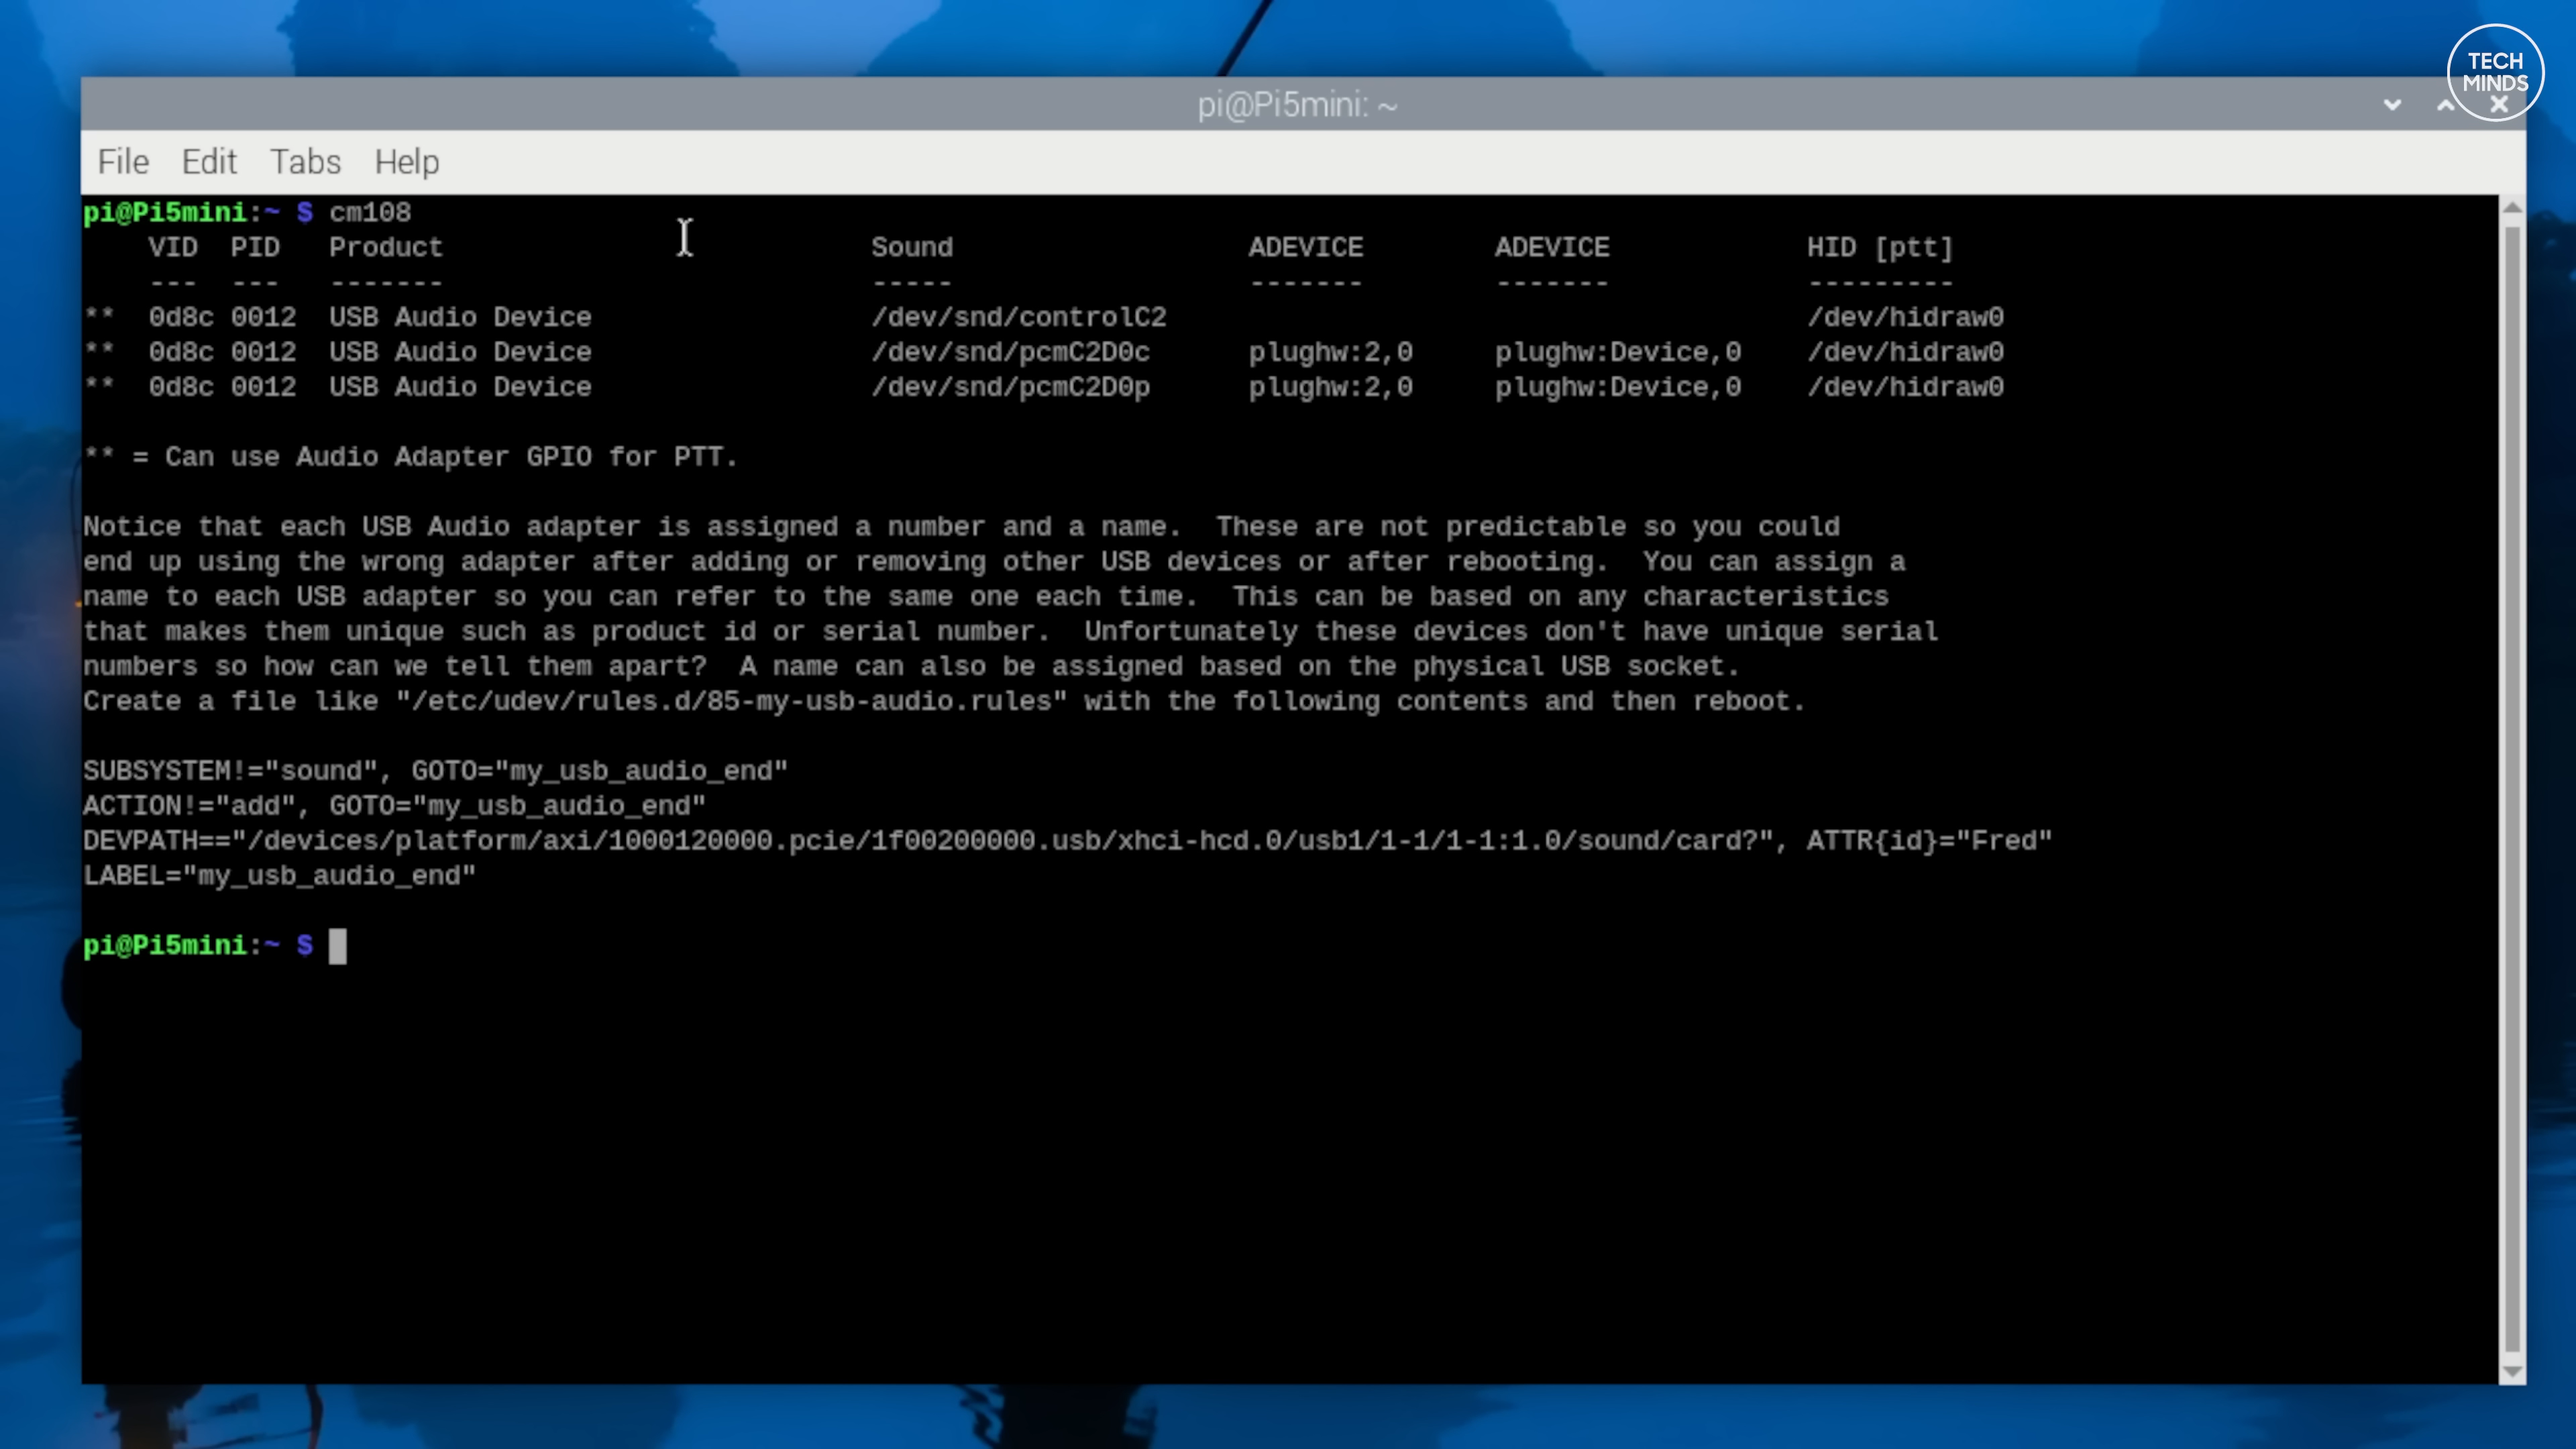 TECH
MINDS
pi@Pi5mini: ~
File Edit Tabs Help
pi@Pi5mini:~ $ cm108
    VID  PID   Product                          Sound                  ADEVICE        ADEVICE            HID [ptt]
    ---  ---   -------                          -----                  -------        -------            ---------
**  0d8c 0012  USB Audio Device                 /dev/snd/controlC2                                       /dev/hidraw0
**  0d8c 0012  USB Audio Device                 /dev/snd/pcmC2D0c      plughw:2,0     plughw:Device,0    /dev/hidraw0
**  0d8c 0012  USB Audio Device                 /dev/snd/pcmC2D0p      plughw:2,0     plughw:Device,0    /dev/hidraw0
** = Can use Audio Adapter GPIO for PTT.
Notice that each USB Audio adapter is assigned a number and a name.  These are not predictable so you could
end up using the wrong adapter after adding or removing other USB devices or after rebooting.  You can assign a
name to each USB adapter so you can refer to the same one each time.  This can be based on any characteristics
that makes them unique such as product id or serial number.  Unfortunately these devices don't have unique serial
numbers so how can we tell them apart?  A name can also be assigned based on the physical USB socket.
Create a file like "/etc/udev/rules.d/85-my-usb-audio.rules" with the following contents and then reboot.
SUBSYSTEM!="sound", GOTO="my_usb_audio_end"
ACTION!="add", GOTO="my_usb_audio_end"
DEVPATH=="/devices/platform/axi/1000120000.pcie/1f00200000.usb/xhci-hcd.0/usb1/1-1/1-1:1.0/sound/card?", ATTR{id}="Fred"
LABEL="my_usb_audio_end"
pi@Pi5mini:~ $